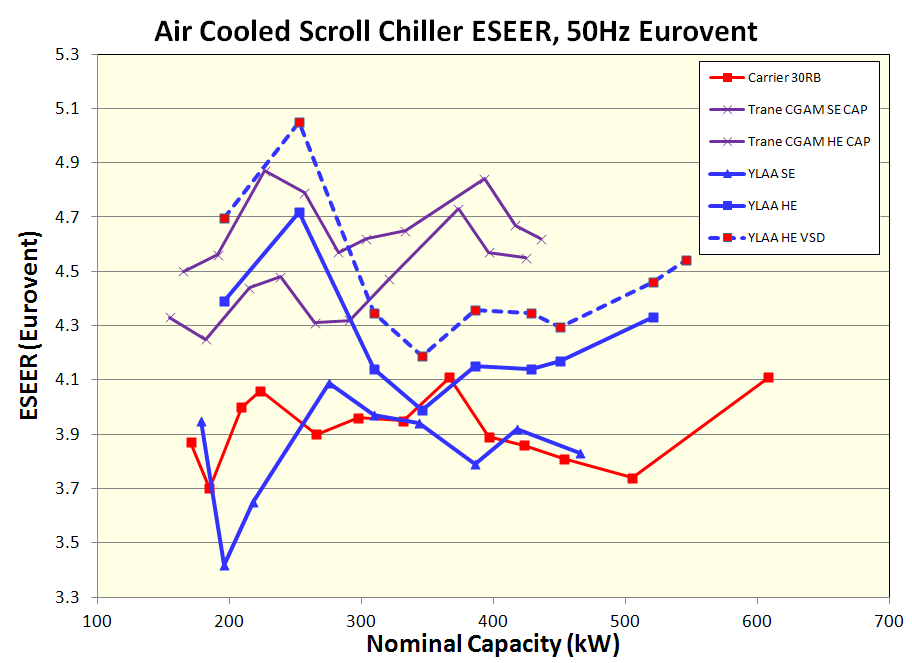 Air Cooled Scroll Chiller ESEER, 50Hz Eurovent
5.3
5.1
4.9
4.7
4.5
4.3
4.1
3.9
3.7
3.5
3.3
ESEER (Eurovent)
Carrier 30RB
Trane CGAM SE CAP
Trane CGAM HE CAP
YLAA SE
YLAA HE
YLAA HE VSD
100 200 300 400 500 600 700
Nominal Capacity (kW)